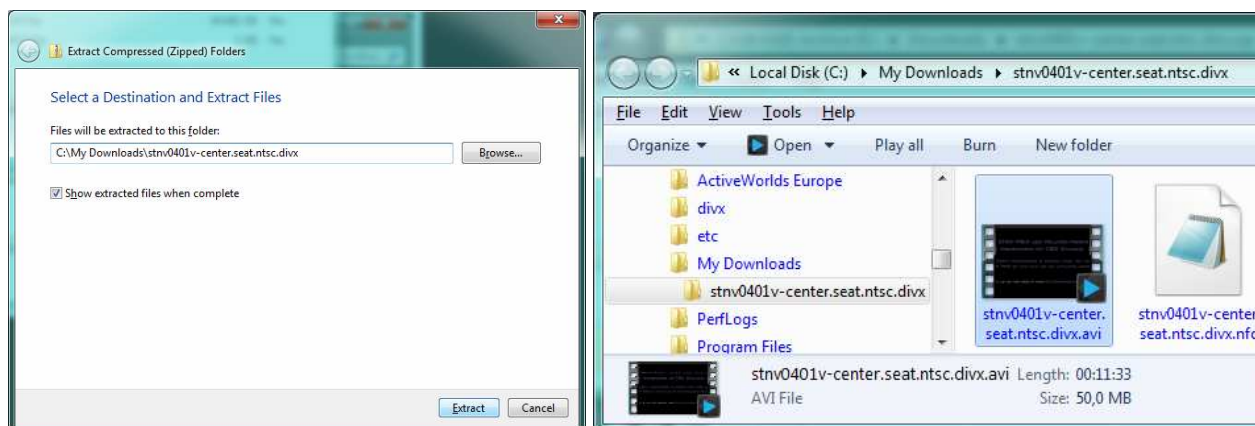 Extract Compressed (Zipped) Folders
Select a Destination and Extract Files
Files will be extracted to this folder:
C:\My Downloads\stnv0401v-center.seat.ntsc.divx
Browse...
Show extracted files when complete
Extract Cancel
« Local Disk (C:) My Downloads stnv0401v-center.seat.ntsc.divx
File Edit View Tools Help
Organize Open Play all Burn New folder
ActiveWorlds Europe
divx
etc
My Downloads
stnv0401v-center.seat.ntsc.divx
PerfLogs
Program Files
stnv0401v-center.
seat.ntsc.divx.avi
stnv0401v-center
seat.ntsc.divx.nfo
stnv0401v-center.seat.ntsc.divx.avi Length: 00:11:33
AVI File Size: 50,0 MB